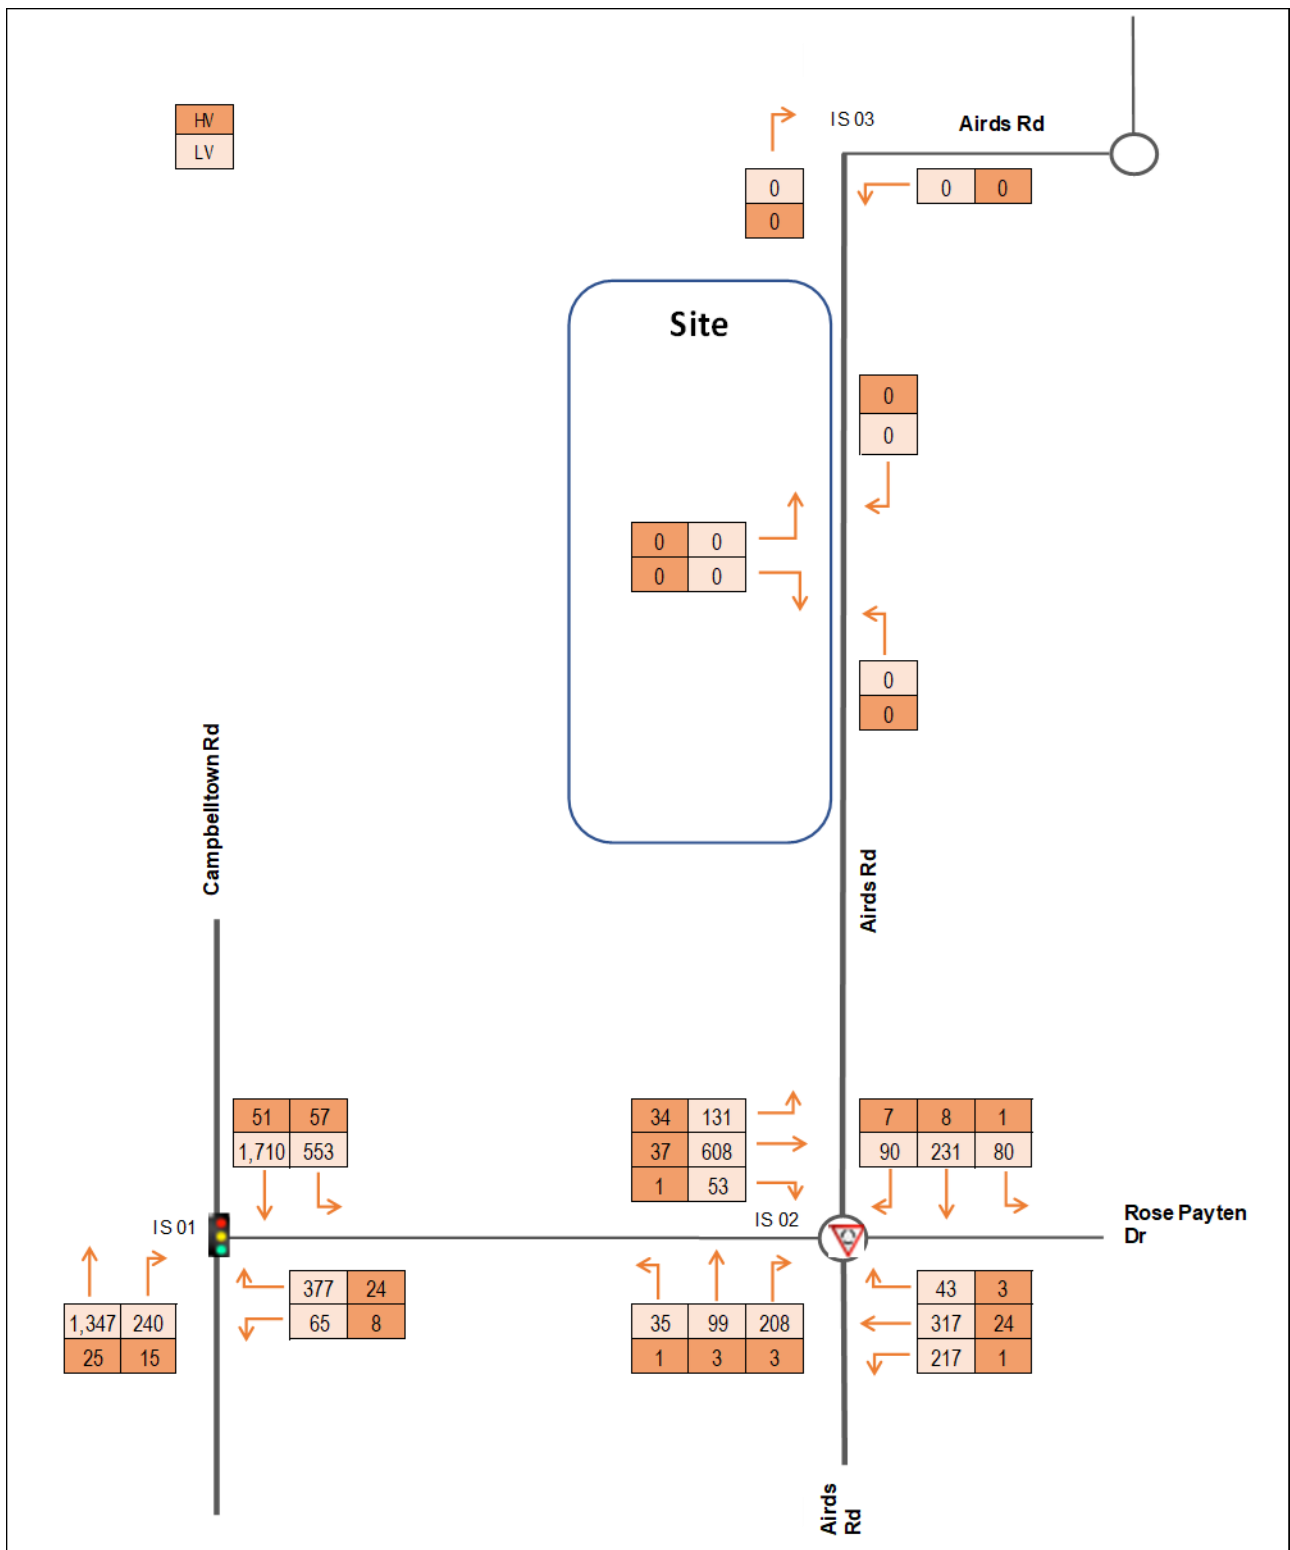 HV
LV
IS 03
Airds Rd
0
0
0 0
Site
0
0
0 0
0 0
0
0
Campbelltown Rd
Airds Rd
51 57
1,710 553
34 131
37 608
1 53
7 8 1
90 231 80
IS 01
IS 02
Rose Payten
Dr
377 24
65 8
1,347 240
25 15
35 99 208
1 3 3
43 3
317 24
217 1
Airds
Rd